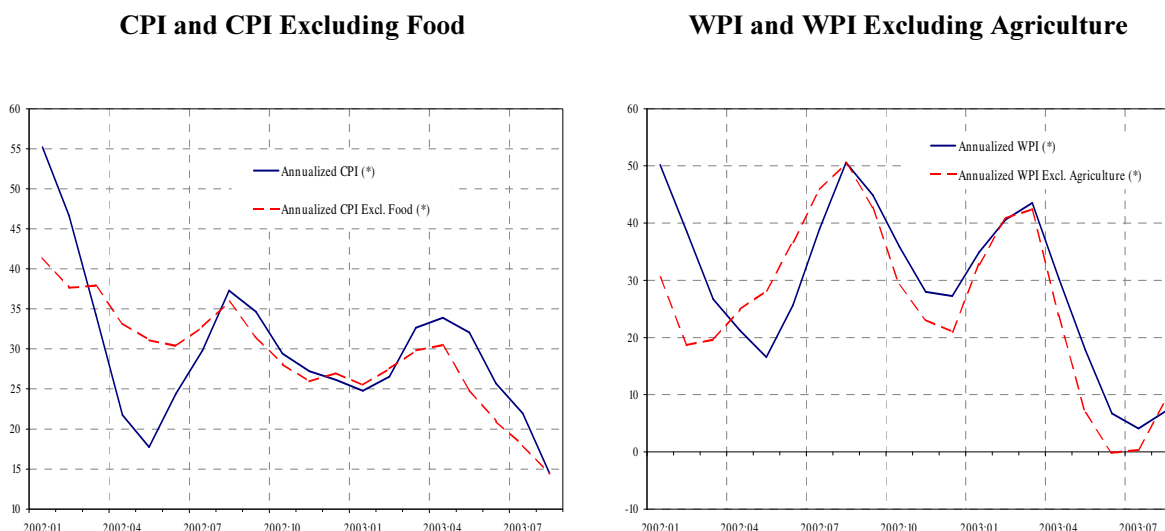 CPI and CPI Excluding Food
60
55
50
45
40
35
30
25
20
15
10
Annualized CPI (*)
Annualized CPI Excl. Food (*)
2002:01 2002:04 2002:07 2002:10 2003:01 2003:04 2003:07
WPI and WPI Excluding Agriculture
60
50
40
30
20
10
0
-10
Annualized WPI (*)
Annualized WPI Excl. Agriculture (*)
2002:01 2002:04 2002:07 2002:10 2003:01 2003:04 2003:07